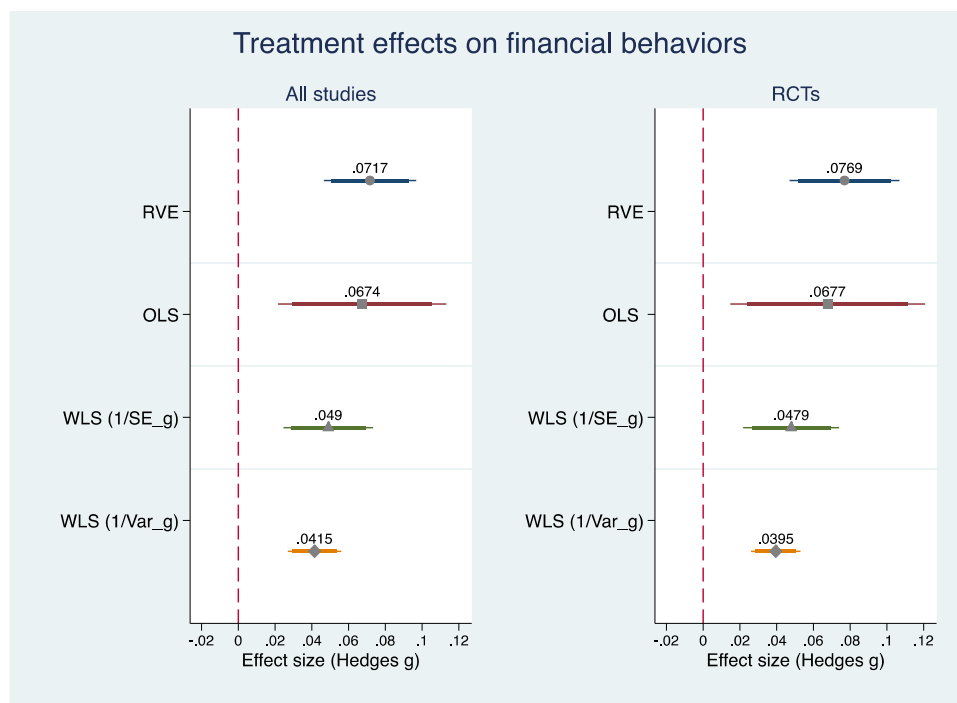 Treatment effects on financial behaviors
All studies
.0717
RVE
.0674
OLS
.049
WLS (1/SE_g)
.0415
WLS (1/Var_g)
-.02 0 .02 .04 .06 .08 .1 .12
Effect size (Hedges g)
RCTs
.0769
RVE
.0677
OLS
.0479
WLS (1/SE_g)
.0395
WLS (1/Var_g)
-.02 0 .02 .04 .06 .08 .1 .12
Effect size (Hedges g)